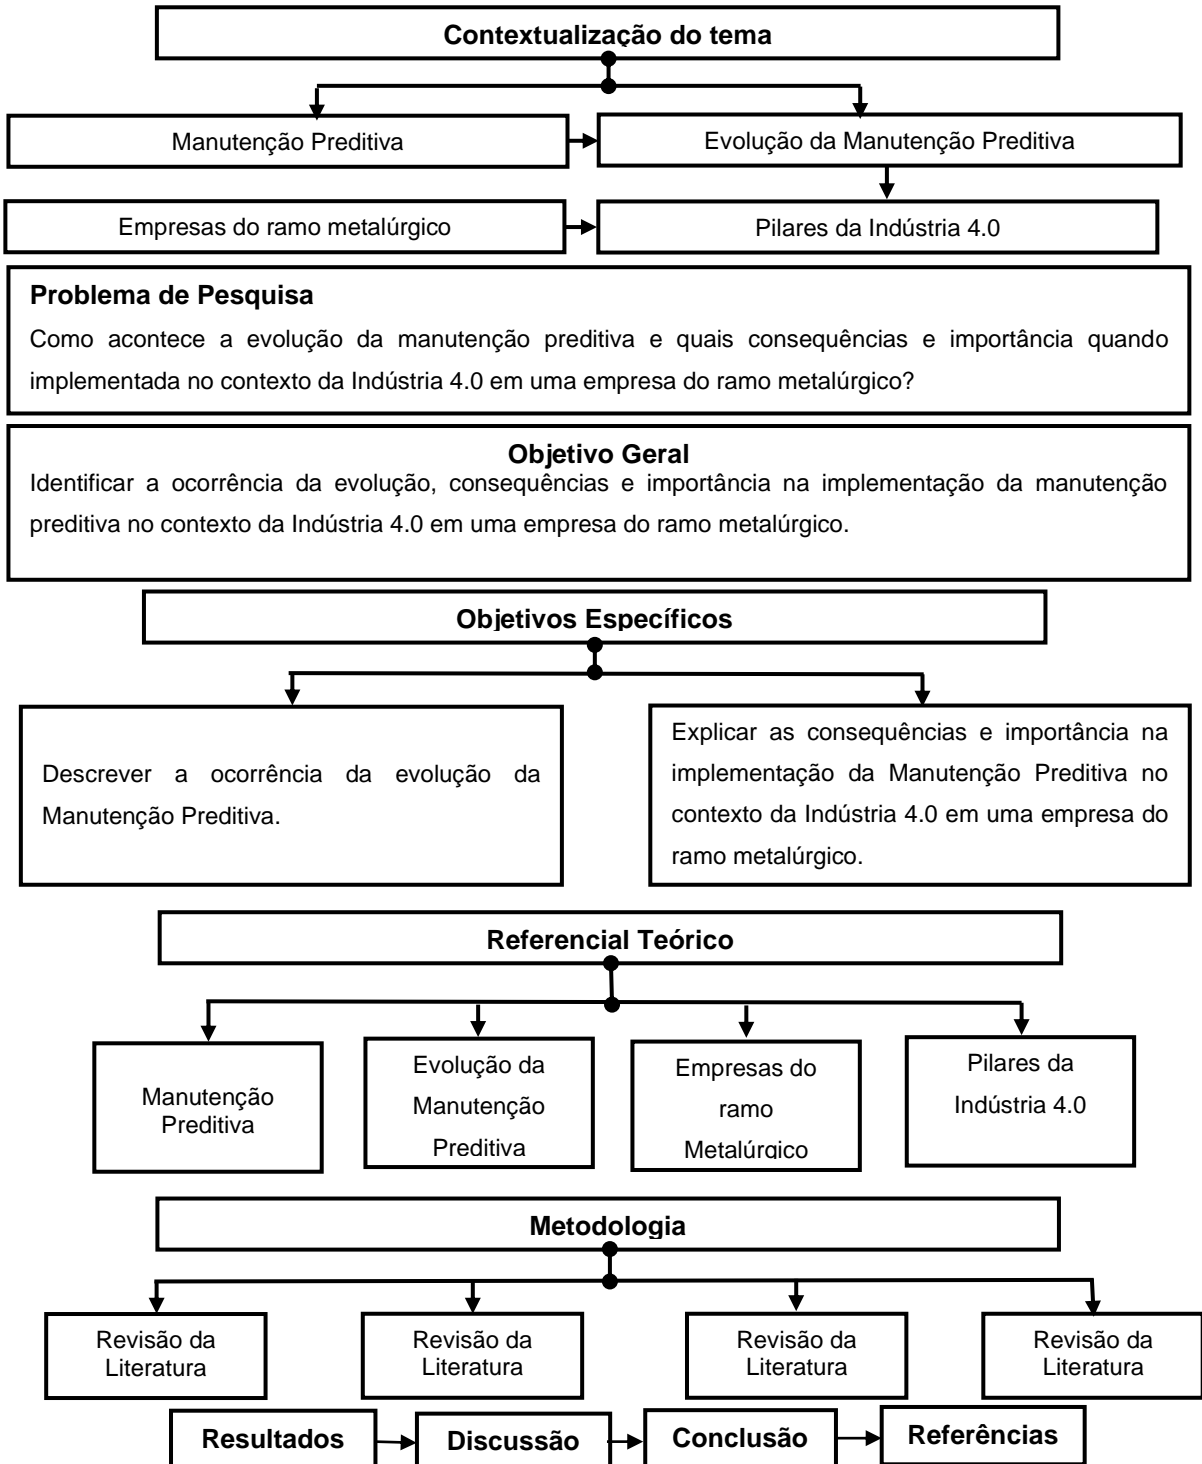 Contextualização do tema
Manutenção Preditiva
Evolução da Manutenção Preditiva
Empresas do ramo metalúrgico
Pilares da Indústria 4.0
Problema de Pesquisa
Como acontece a evolução da manutenção preditiva e quais consequências e importância quando
implementada no contexto da Indústria 4.0 em uma empresa do ramo metalúrgico?
Objetivo Geral
Identificar a ocorrência da evolução, consequências e importância na implementação da manutenção
preditiva no contexto da Indústria 4.0 em uma empresa do ramo metalúrgico.
Objetivos Específicos
Descrever a ocorrência da evolução da
Manutenção Preditiva.
Explicar as consequências e importância na
implementação da Manutenção Preditiva no
contexto da Indústria 4.0 em uma empresa do
ramo metalúrgico.
Referencial Teórico
Manutenção
Preditiva
Evolução da
Manutenção
Preditiva
Empresas do
ramo
Metalúrgico
Pilares da
Indústria 4.0
Metodologia
Revisão da
Literatura
Revisão da
Literatura
Revisão da
Literatura
Revisão da
Literatura
Resultados
Discussão
Conclusão
Referências